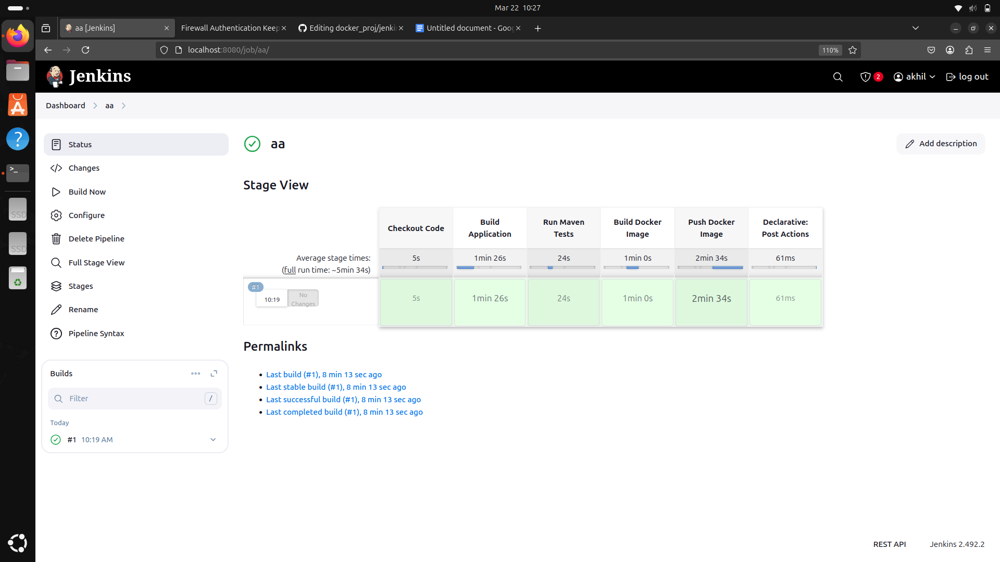 Mar 22 10:27
aa [Jenkins]
Firewall Authentication Keep
Editing docker_proj/jenki
Untitled document - Goog
localhost:8080/job/aa/
110%
Jenkins
2
akhil
log out
Dashboard
aa
Status
Changes
Build Now
Configure
Delete Pipeline
Full Stage View
Stages
Rename
Pipeline Syntax
Builds
Filter
/
Today
#1 10:19 AM
aa
Add description
Stage View
Checkout Code
Build
Application
Run Maven
Tests
Build Docker
Image
Push Docker
Image
Declarative:
Post Actions
Average stage times:
(full run time: ~5min 34s)
5s
1min 26s
24s
1min 0s
2min 34s
61ms
#1
10:19
No
Changes
5s
1min 26s
24s
1min 0s
2min 34s
61ms
Permalinks
Last build (#1), 8 min 13 sec ago
Last stable build (#1), 8 min 13 sec ago
Last successful build (#1), 8 min 13 sec ago
Last completed build (#1), 8 min 13 sec ago
REST API
Jenkins 2.492.2
SSD
SSD